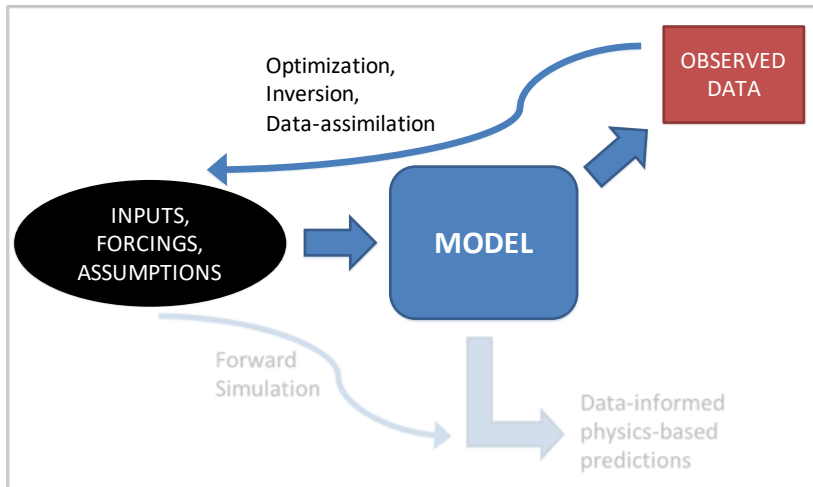 Optimization,
Inversion,
Data-assimilation
OBSERVED
DATA
INPUTS,
FORCINGS,
ASSUMPTIONS
MODEL
Forward
Simulation
Data-informed
physics-based
predictions